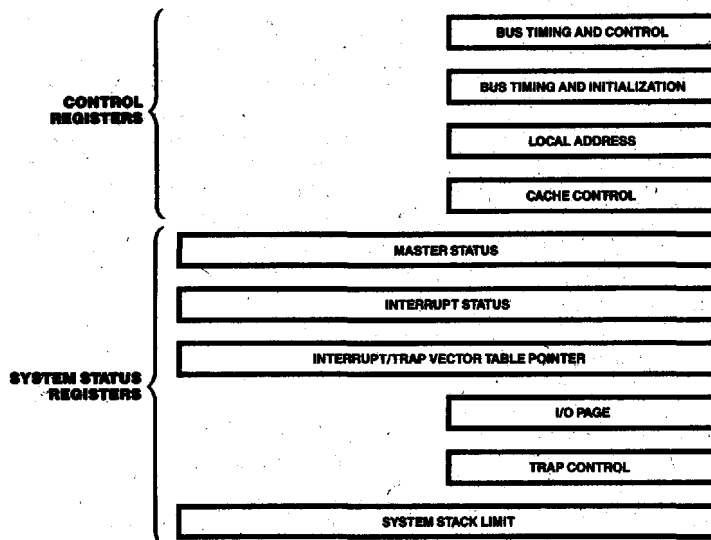 CONTROL
REGISTERS
BUS TIMING AND CONTROL
BUS TIMING AND INITIALIZATION
LOCAL ADDRESS
CACHE CONTROL
SYSTEM STATUS
REGISTERS
MASTER STATUS
INTERRUPT STATUS
INTERRUPT/TRAP VECTOR TABLE POINTER
I/O PAGE
TRAP CONTROL
SYSTEM STACK LIMIT